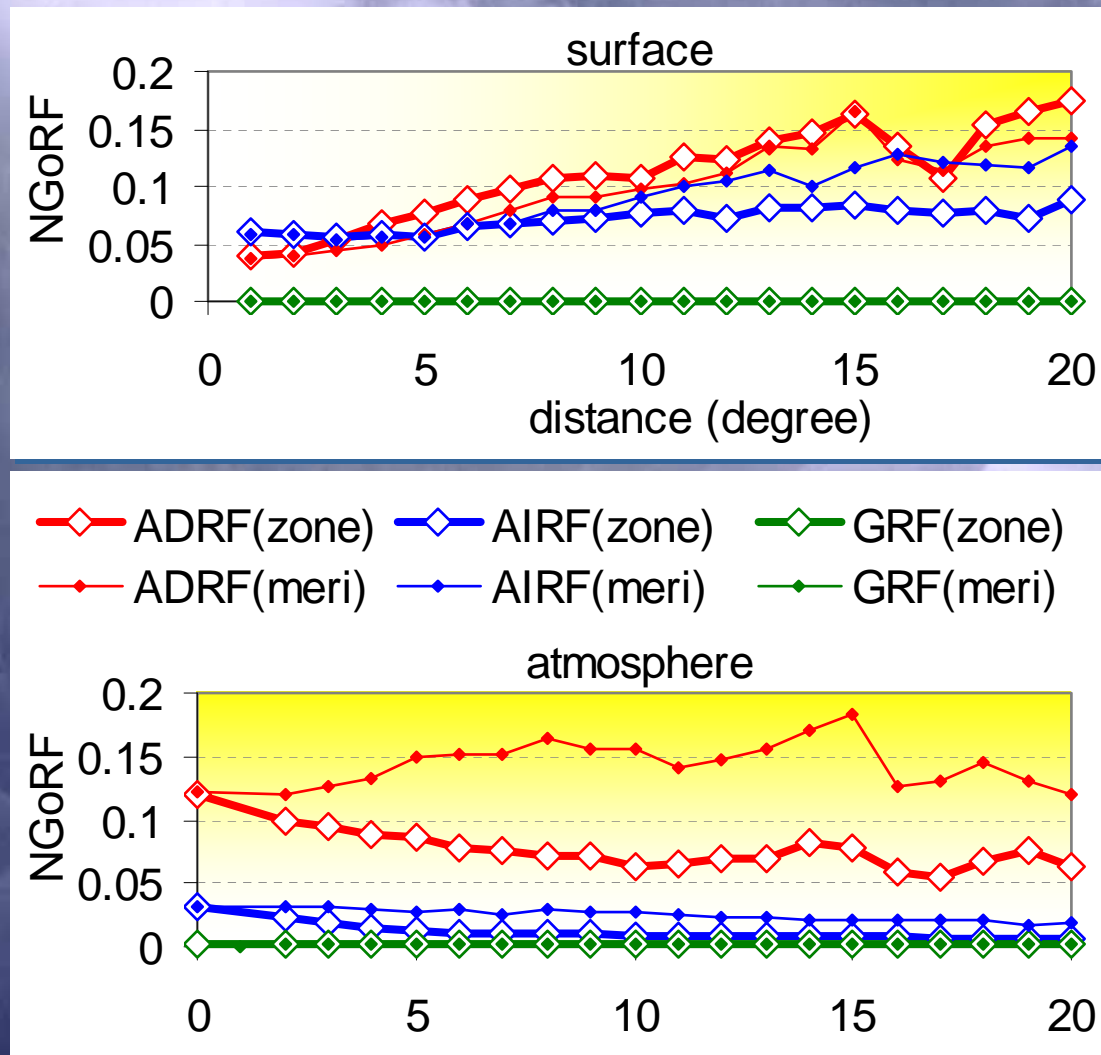 surface
NGoRF
0.2
0.15
0.1
0.05
0
0 5 10 15 20
distance (degree)
ADRF(zone) AIRF(zone) GRF(zone)
ADRF(meri) AIRF(meri) GRF(meri)
atmosphere
NGoRF
0.2
0.15
0.1
0.05
0
0 5 10 15 20